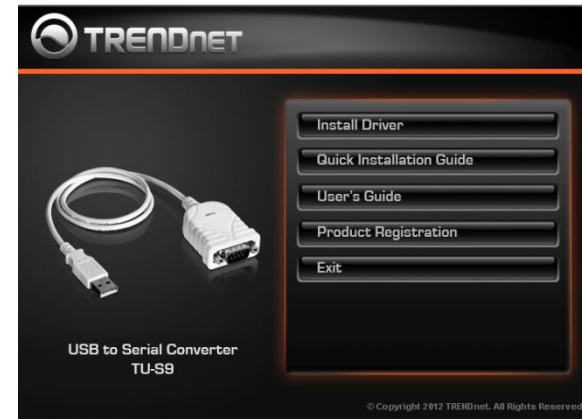 TRENDNET
Install Driver
Quick Installation Guide
User's Guide
Product Registration
Exit
USB to Serial Converter
TU-S9
© Copyright 2012 TRENDnet. All Rights Reserved